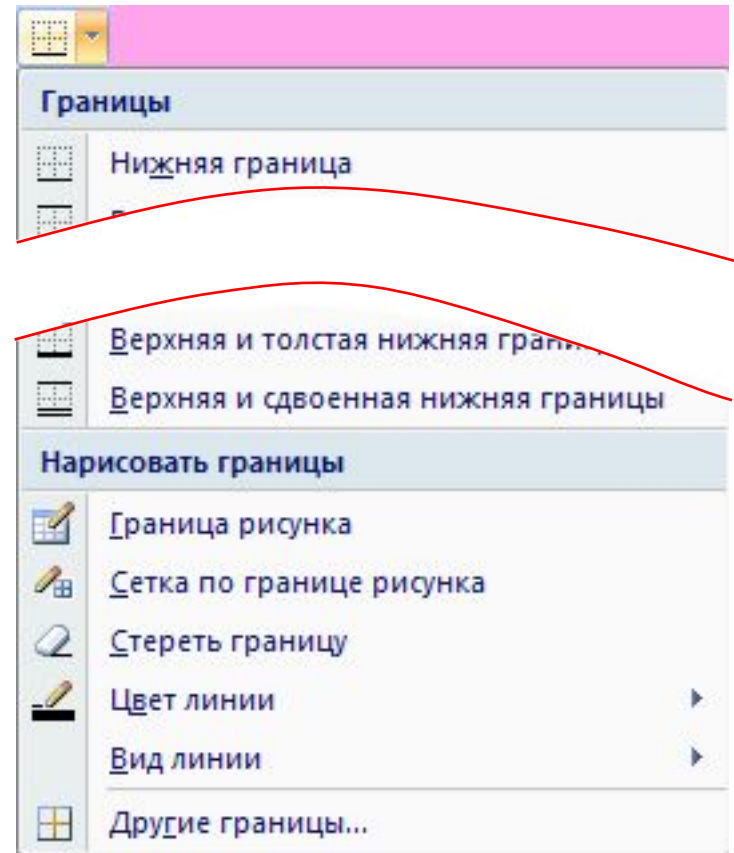 Границы
Нижняя граница
Верхняя и толстая нижняя
Верхняя и сдвоенная нижняя границы
Нарисовать границы
Граница рисунка
Сетка по границе рисунка
Стереть границу
Цвет линии
Вид линии
Другие границы...